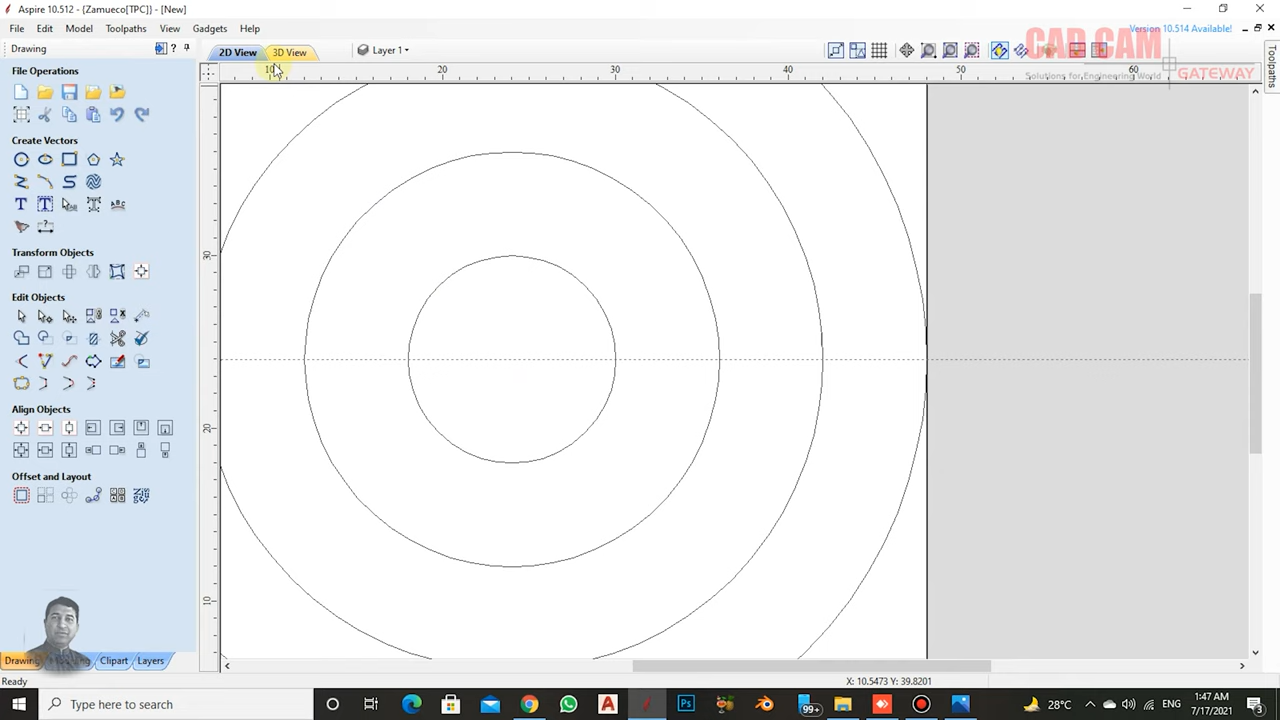 Aspire 10.512 - {Zamueco[TPC]} - [New]
File Edit Model Toolpaths View Gadgets Help
Version 10.514 Available!
CAD CAM
Solutions for Engineering World
GATEWAY
Drawing
2D View 3D View
Layer 1
Toolpaths
20 30 40 50 60
30
20
10
File Operations
Create Vectors
Transform Objects
Edit Objects
Align Objects
Offset and Layout
Drawing Clipart Layers
Ready
X: 10.5473 Y: 39.8201
Type here to search
99+
28°C
ENG
1:47 AM
7/17/2021
3